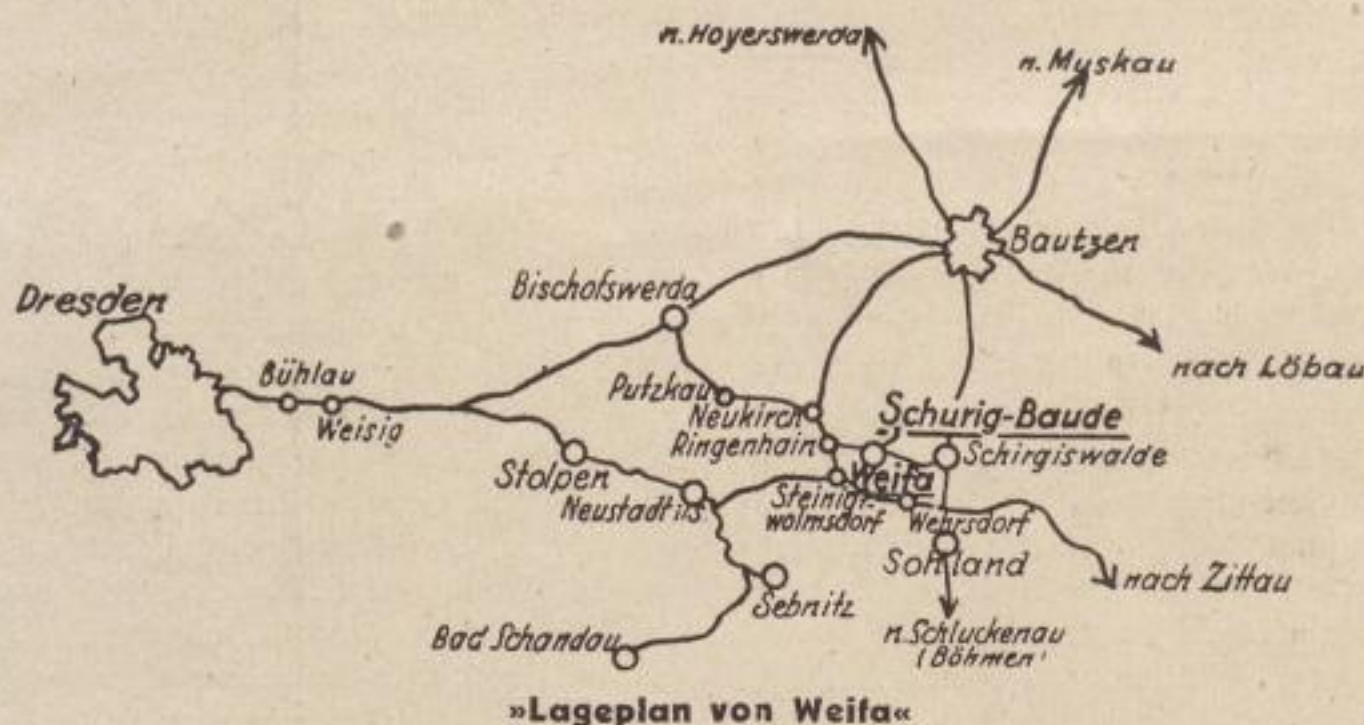 n. Hoyerswerda
n. Muskau
Bautzen
Dresden
Bischofswerda
nach Löbau
Bühlau
Weisig
Putzkau
Neukirch
Ringenhain
Schurig-Baude
Schirgiswalde
Stolpen
Neustadt i/S
Weifa
Steinigt-
wolmsdorf
Wehrsdorf
Sohland
nach Zittau
Sebnitz
Bad Schandau
n. Schluckenau
(Böhmen)
»Lageplan von Weifa«